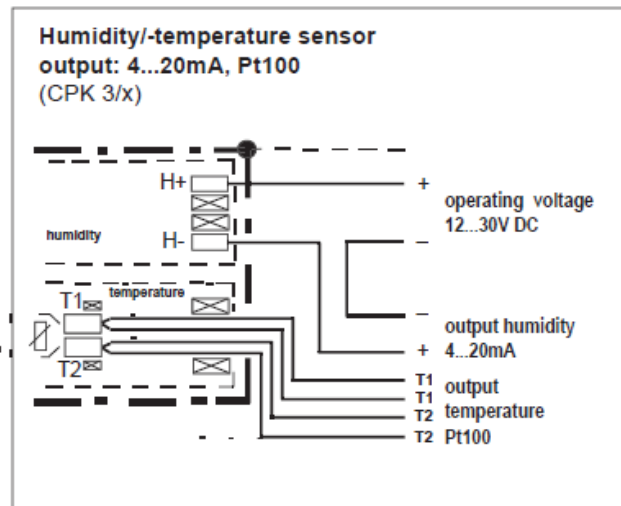 Humidity/-temperature sensor
output: 4...20mA, Pt100
(CPK 3/x)
H+
+
operating voltage
12...30V DC
humidity
H-
–
temperature
T1
–
output humidity
+ 4...20mA
T2
T1
output
T1
T2 temperature
T2 Pt100